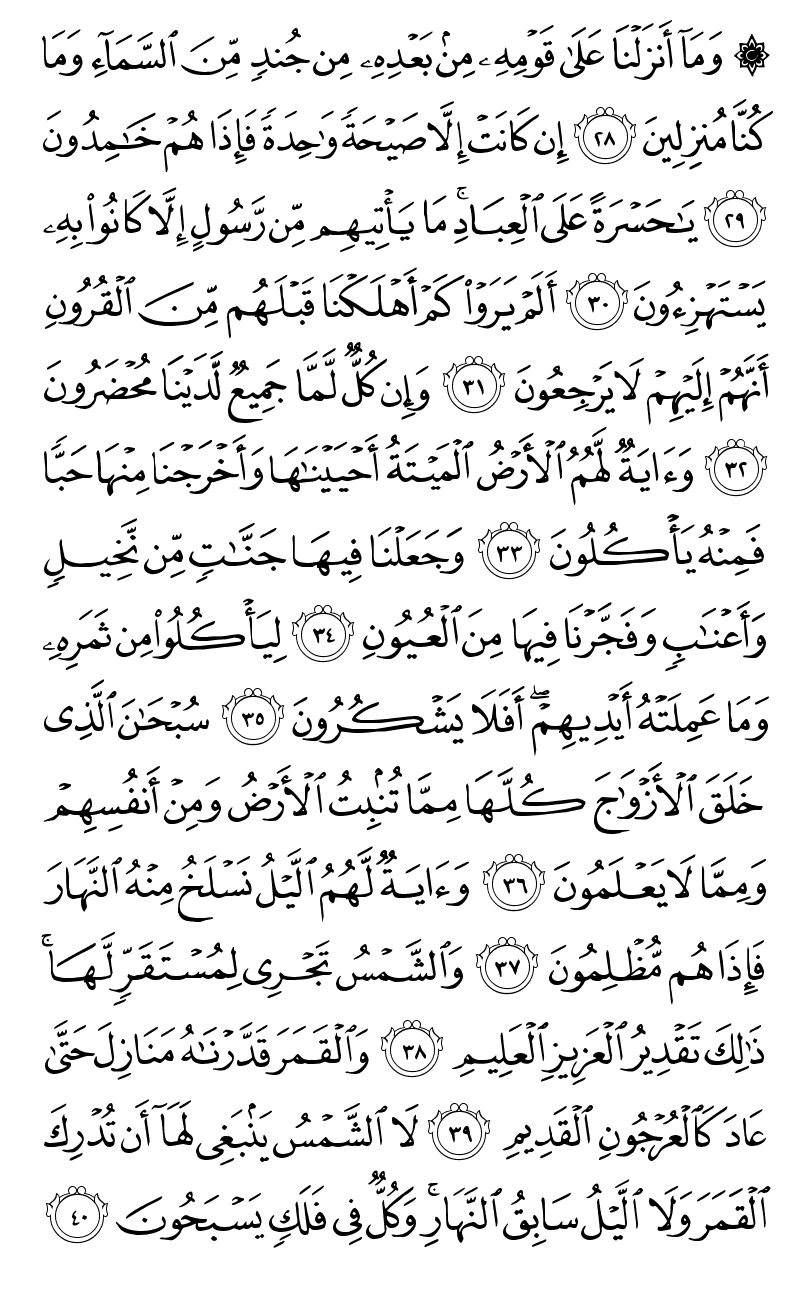 ۞ وَمَآ أَنزَلۡنَا عَلَىٰ قَوۡمِهِۦ مِنۢ بَعۡدِهِۦ مِن جُندٖ مِّنَ ٱلسَّمَآءِ وَمَا
كُنَّا مُنزِلِينَ ٢٨ إِن كَانَتۡ إِلَّا صَيۡحَةٗ وَٰحِدَةٗ فَإِذَا هُمۡ خَٰمِدُونَ
٢٩ يَٰحَسۡرَةً عَلَى ٱلۡعِبَادِۚ مَا يَأۡتِيهِم مِّن رَّسُولٍ إِلَّا كَانُواْ بِهِۦ
يَسۡتَهۡزِءُونَ ٣٠ أَلَمۡ يَرَوۡاْ كَمۡ أَهۡلَكۡنَا قَبۡلَهُم مِّنَ ٱلۡقُرُونِ
أَنَّهُمۡ إِلَيۡهِمۡ لَا يَرۡجِعُونَ ٣١ وَإِن كُلّٞ لَّمَّا جَمِيعٞ لَّدَيۡنَا مُحۡضَرُونَ
٣٢ وَءَايَةٞ لَّهُمُ ٱلۡأَرۡضُ ٱلۡمَيۡتَةُ أَحۡيَيۡنَٰهَا وَأَخۡرَجۡنَا مِنۡهَا حَبّٗا
فَمِنۡهُ يَأۡكُلُونَ ٣٣ وَجَعَلۡنَا فِيهَا جَنَّٰتٖ مِّن نَّخِيلٖ
وَأَعۡنَٰبٖ وَفَجَّرۡنَا فِيهَا مِنَ ٱلۡعُيُونِ ٣٤ لِيَأۡكُلُواْ مِن ثَمَرِهِۦ
وَمَا عَمِلَتۡهُ أَيۡدِيهِمۡۖ أَفَلَا يَشۡكُرُونَ ٣٥ سُبۡحَٰنَ ٱلَّذِي
خَلَقَ ٱلۡأَزۡوَٰجَ كُلَّهَا مِمَّا تُنۢبِتُ ٱلۡأَرۡضُ وَمِنۡ أَنفُسِهِمۡ
وَمِمَّا لَا يَعۡلَمُونَ ٣٦ وَءَايَةٞ لَّهُمُ ٱلَّيۡلُ نَسۡلَخُ مِنۡهُ ٱلنَّهَارَ
فَإِذَا هُم مُّظۡلِمُونَ ٣٧ وَٱلشَّمۡسُ تَجۡرِي لِمُسۡتَقَرّٖ لَّهَاۚ
ذَٰلِكَ تَقۡدِيرُ ٱلۡعَزِيزِ ٱلۡعَلِيمِ ٣٨ وَٱلۡقَمَرَ قَدَّرۡنَٰهُ مَنَازِلَ حَتَّىٰ
عَادَ كَٱلۡعُرۡجُونِ ٱلۡقَدِيمِ ٣٩ لَا ٱلشَّمۡسُ يَنۢبَغِي لَهَآ أَن تُدۡرِكَ
ٱلۡقَمَرَ وَلَا ٱلَّيۡلُ سَابِقُ ٱلنَّهَارِۚ وَكُلّٞ فِي فَلَكٖ يَسۡبَحُونَ ٤٠